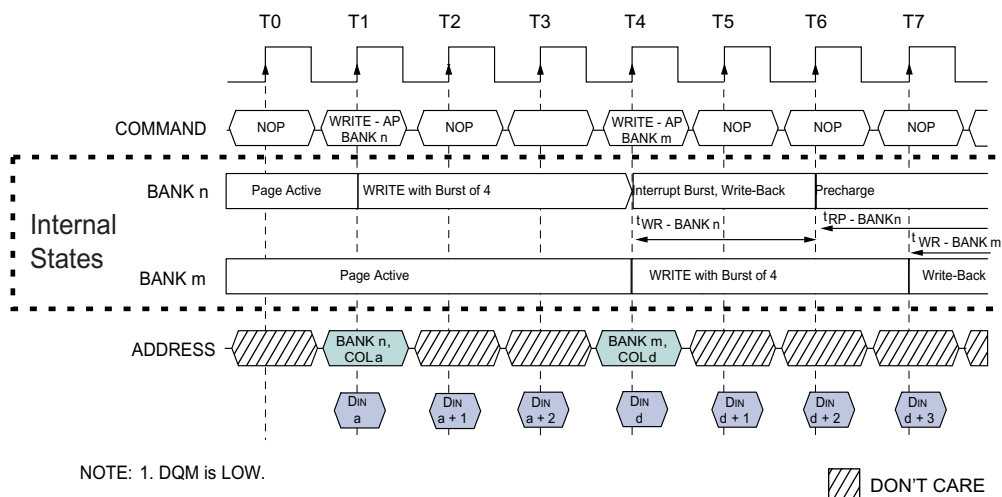 T0 T1 T2 T3 T4 T5 T6 T7
COMMAND NOP WRITE - AP BANK n NOP WRITE - AP BANK m NOP NOP NOP
Internal States
BANK n Page Active WRITE with Burst of 4 Interrupt Burst, Write-Back Precharge
tWR - BANK n tRP - BANK n
tWR - BANK m
BANK m Page Active WRITE with Burst of 4 Write-Back
ADDRESS BANK n, COL a BANK m, COL d
DIN a DIN a + 1 DIN a + 2 DIN d DIN d + 1 DIN d + 2 DIN d + 3
NOTE: 1. DQM is LOW.
DON'T CARE